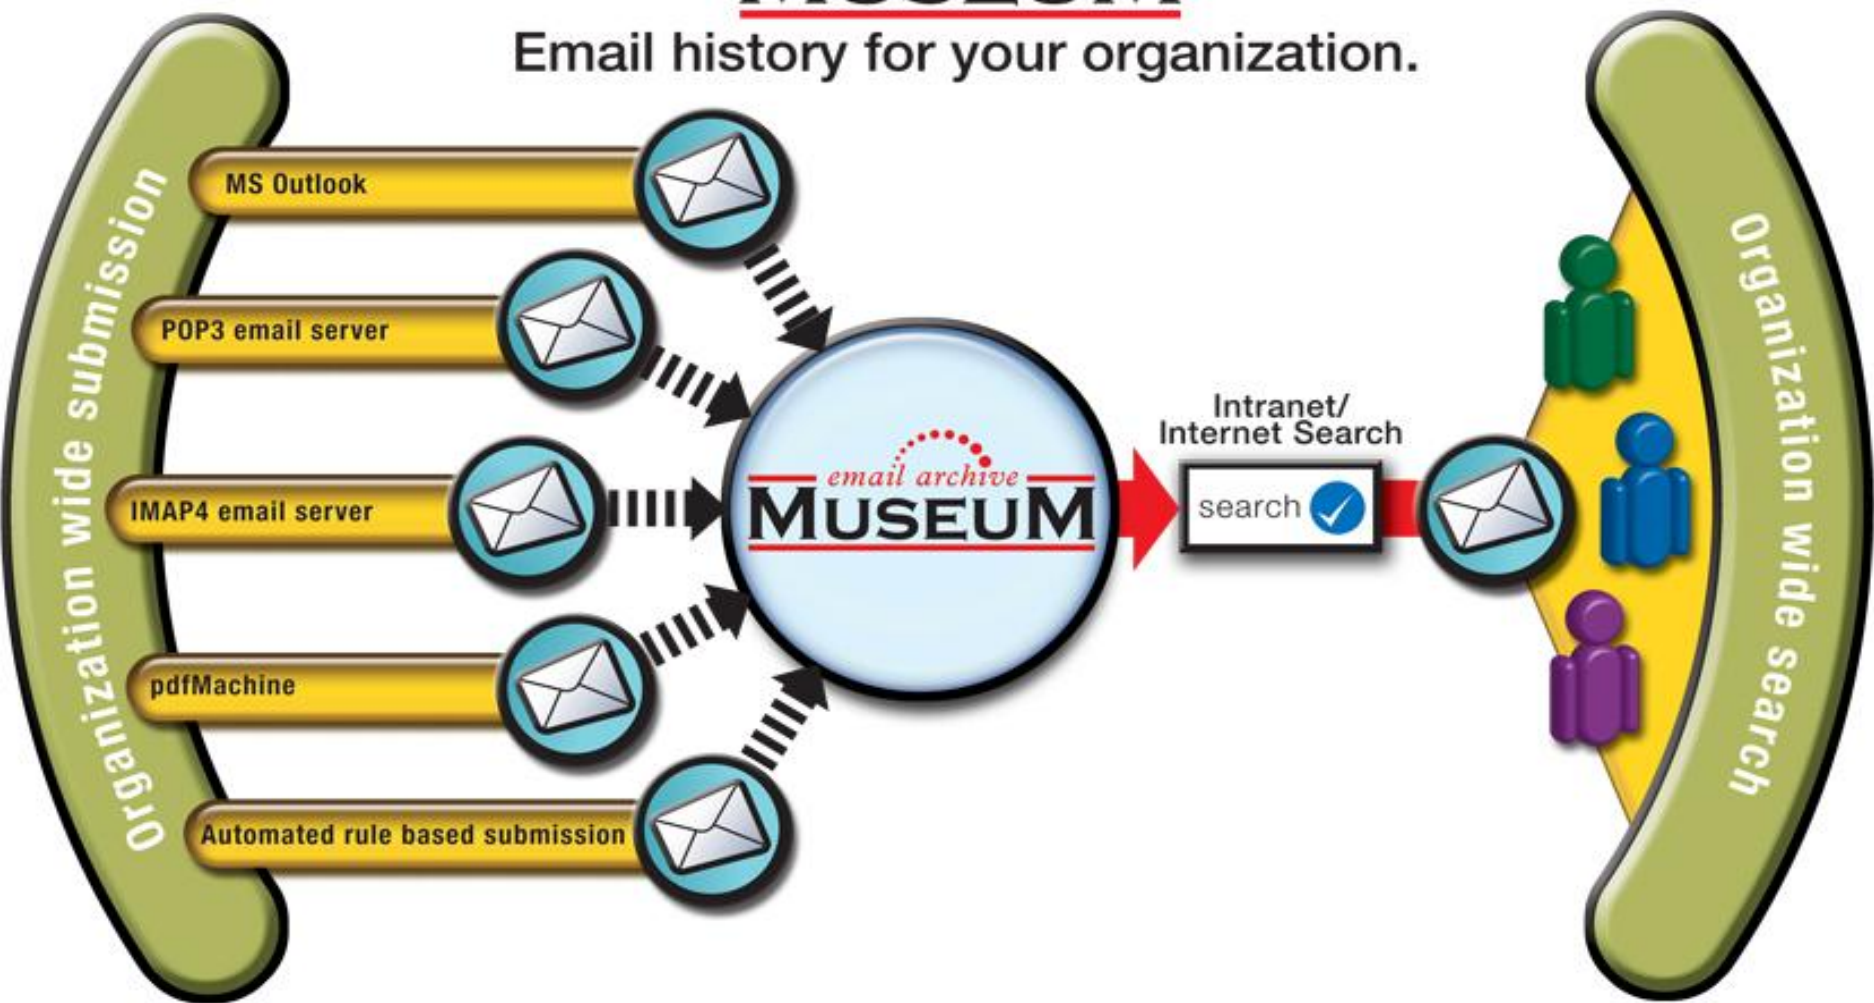 MUSEUM
Email history for your organization.
Organization wide submission
MS Outlook
POP3 email server
IMAP4 email server
pdfMachine
Automated rule based submission
email archive
MUSEUM
Intranet/
Internet Search
search
Organization wide search